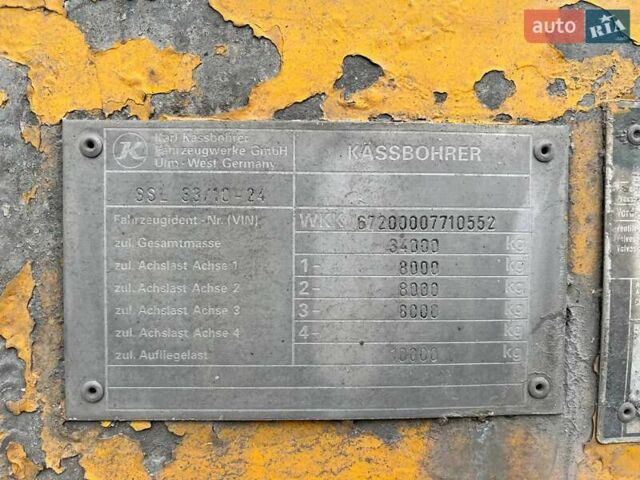 auto RIA
Karl Kässbohrer
Fahrzeugwerke GmbH
Ulm - West Germany
KÄSSBOHRER
SSL 33/10-24
Fahrzeugident.-Nr. (VIN) WKK 67200007710552
zul. Gesamtmasse 34000 kg
zul. Achslast Achse 1 1- 8000 kg
zul. Achslast Achse 2 2- 8000 kg
zul. Achslast Achse 3 3- 8000 kg
zul. Achslast Achse 4 4- kg
zul. Aufliegelast 10000 kg